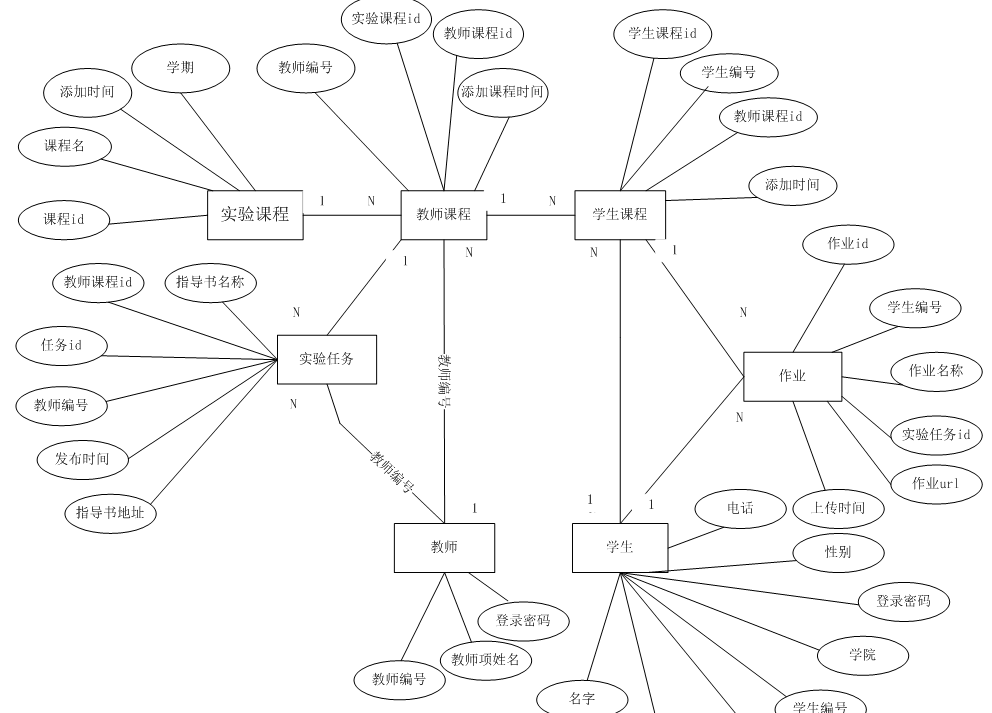 实验课程id
教师课程id
学生课程id
学期
教师编号
学生编号
添加时间
添加课程时间
教师课程id
课程名
添加时间
课程id
实验课程
1
N
教师课程
1
N
学生课程
作业id
1
N
N
1
教师课程id
指导书名称
学生编号
N
N
任务id
实验任务
教师编号
作业名称
作业
教师编号
N
N
实验任务id
发布时间
教师编号
作业url
指导书地址
1
1
1
电话
上传时间
教师
学生
性别
登录密码
登录密码
教师项姓名
学院
教师编号
名字
学生编号